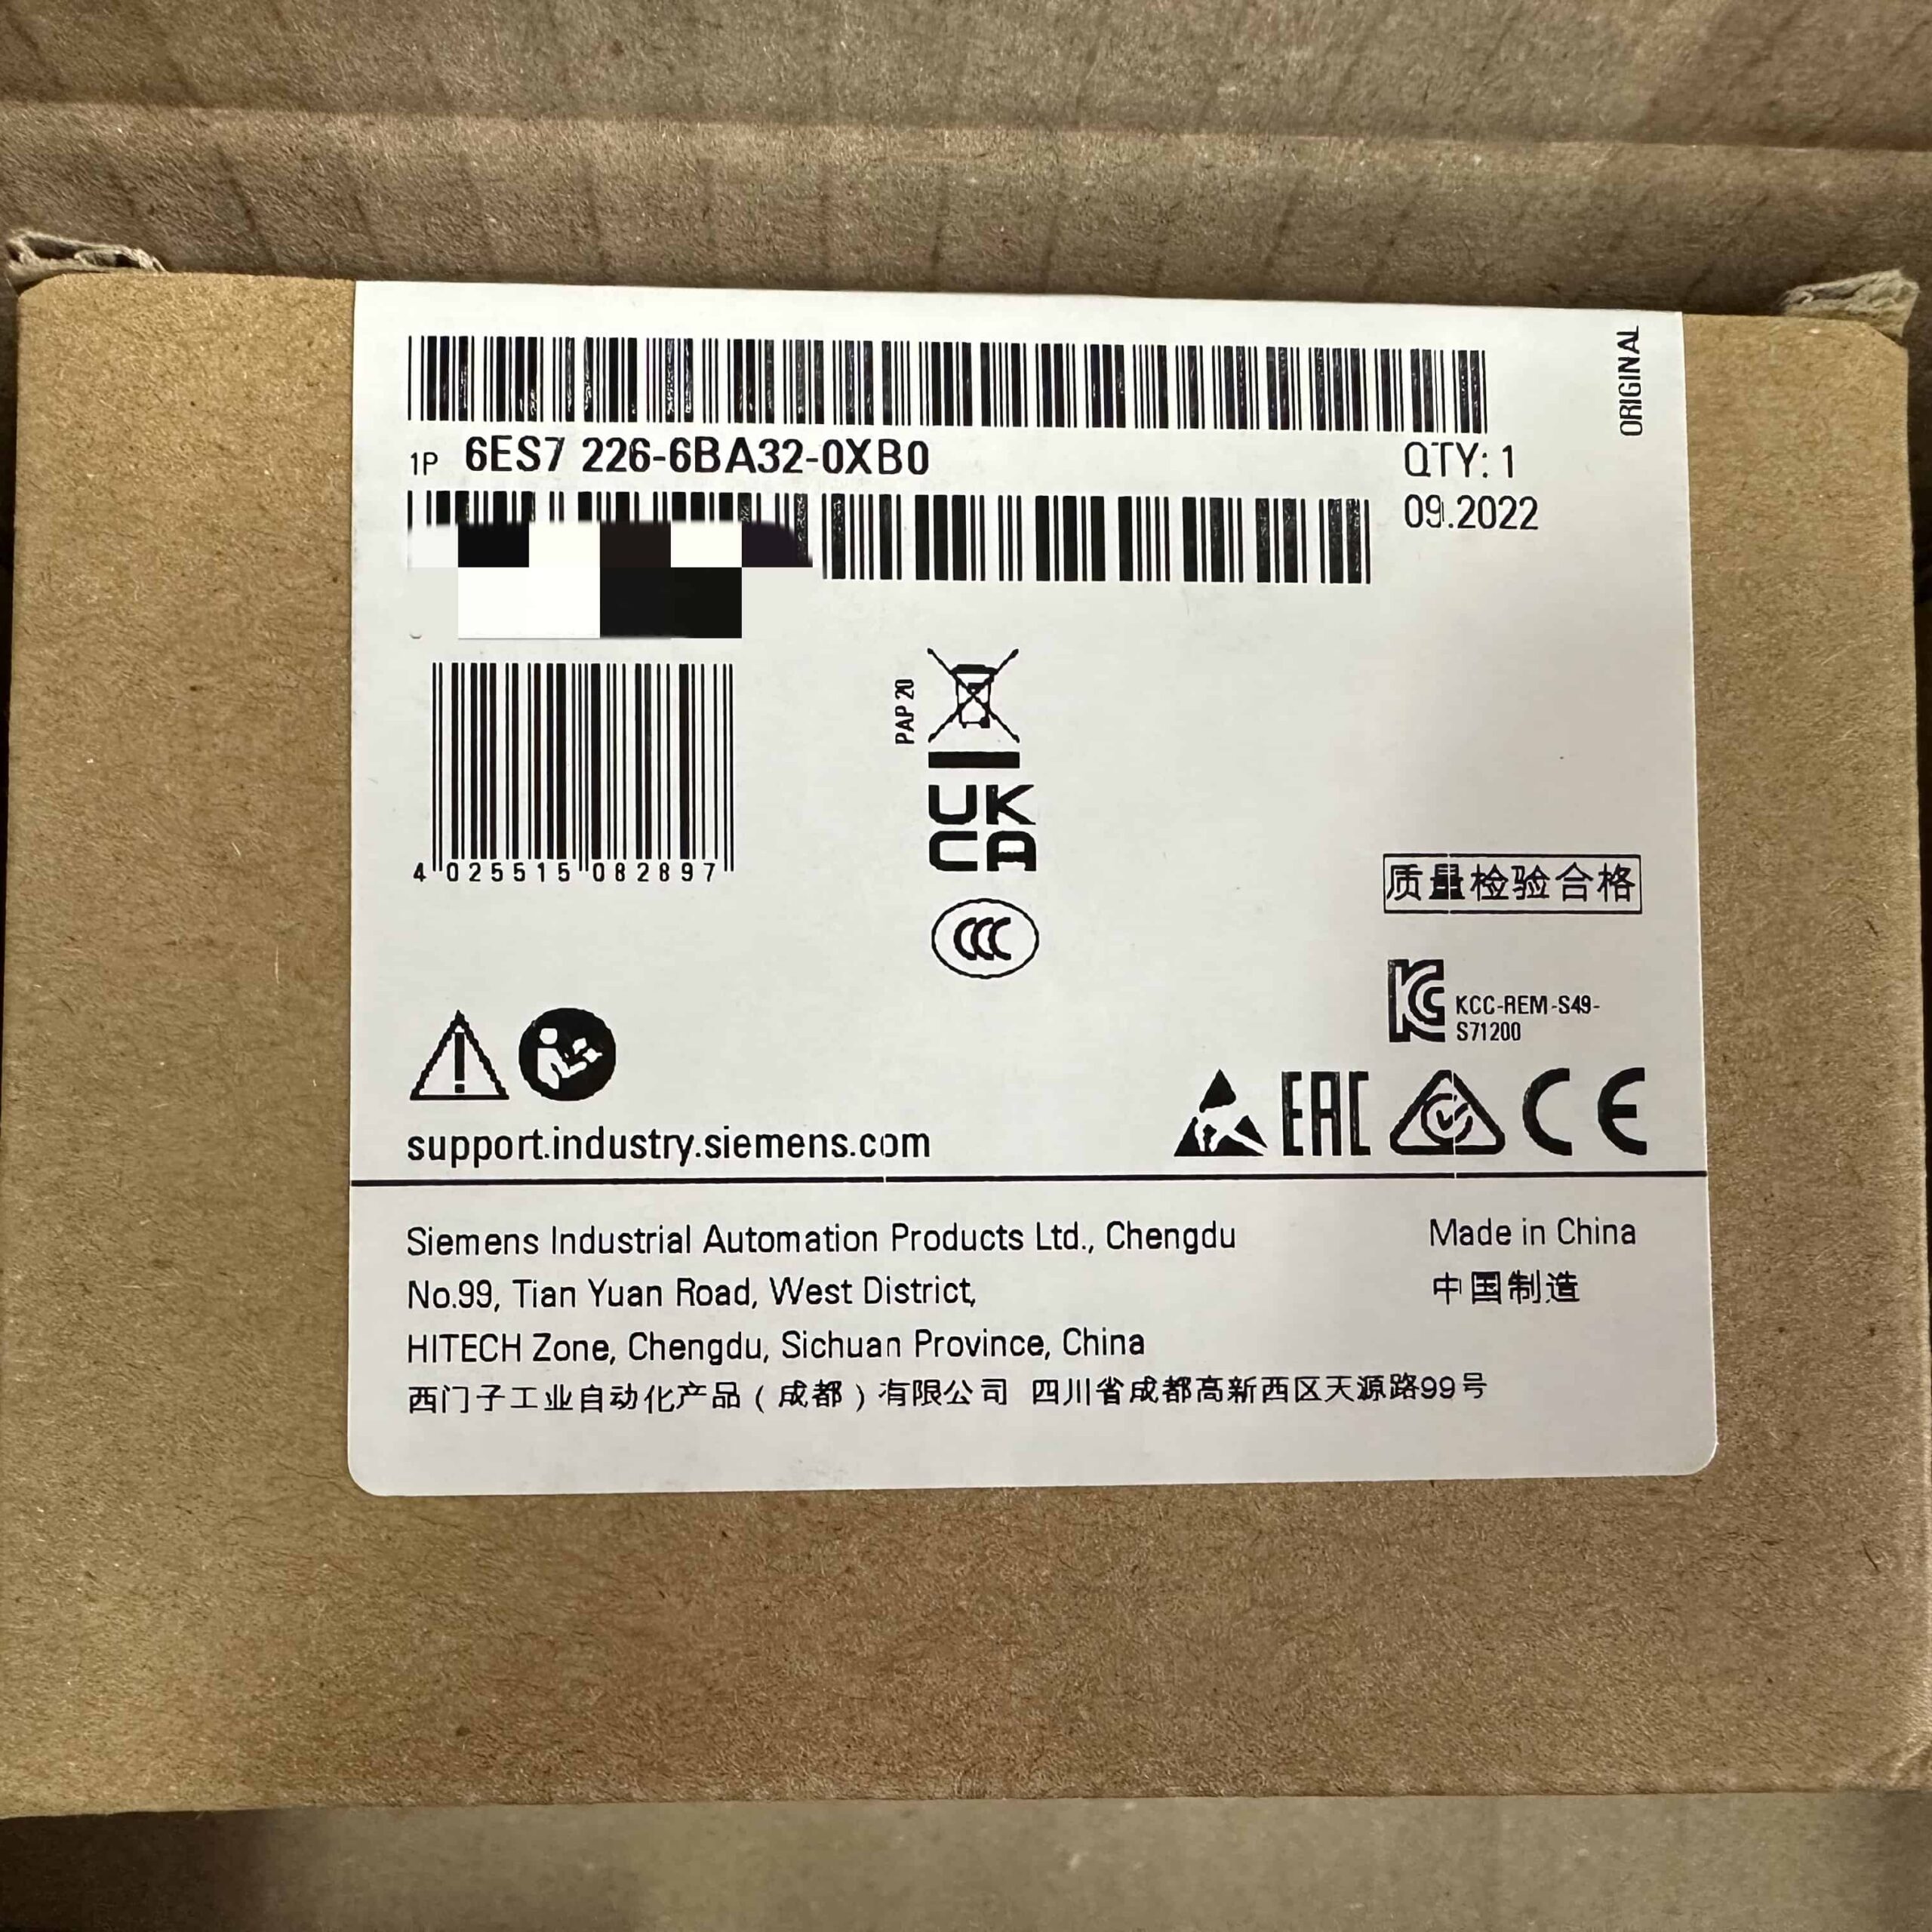 ORIGINAL
1P 6ES7 226-6BA32-0XB0 QTY: 1
09.2022
PAP 20
UK
CA
4 025515 082897
CCC
质量检验合格
KCC-REM-S49-
S71200
EAC
CE
support.industry.siemens.com
Siemens Industrial Automation Products Ltd., Chengdu
Made in China
No.99, Tian Yuan Road, West District,
中国制造
HITECH Zone, Chengdu, Sichuan Province, China
西门子工业自动化产品（成都）有限公司 四川省成都高新西区天源路99号